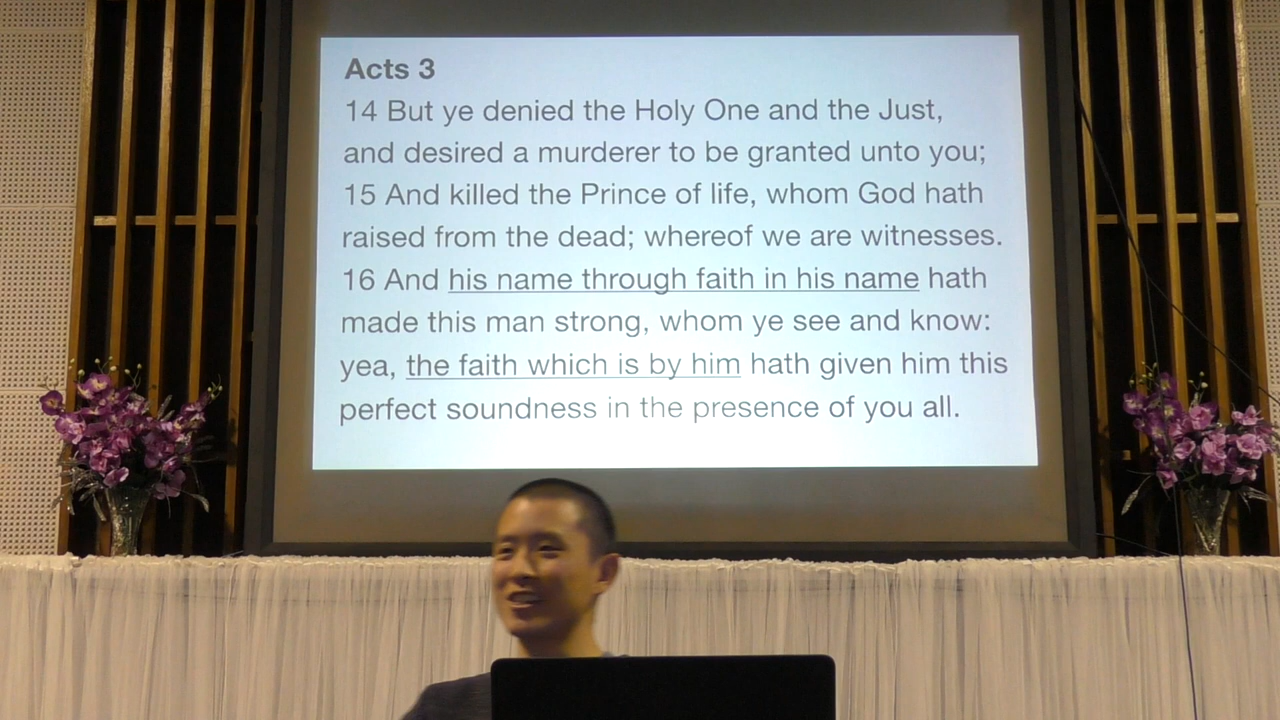 Acts 3
14 But ye denied the Holy One and the Just,
and desired a murderer to be granted unto you;
15 And killed the Prince of life, whom God hath
raised from the dead; whereof we are witnesses.
16 And his name through faith in his name hath
made this man strong, whom ye see and know:
yea, the faith which is by him hath given him this
perfect soundness in the presence of you all.